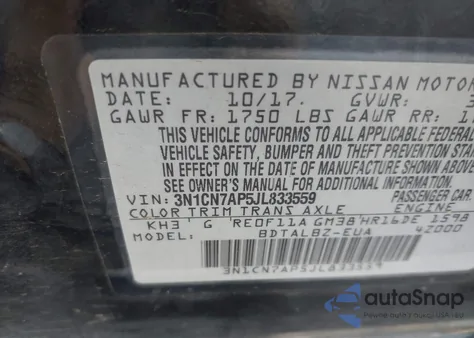 MANUFACTURED BY NISSAN MOTOR
DATE: 10/17. GVWR:
GAWR FR: 1750 LBS GAWR RR:
THIS VEHICLE CONFORMS TO ALL APPLICABLE FEDERAL
VEHICLE SAFETY, BUMPER AND THEFT PREVENTION STA
IN EFFECT ON THE DATE OF MANUFACTURE SHOWN ABOV
SEE OWNER'S MANUAL FOR ADDITIONAL INFORMATION
VIN: 3N1CN7AP5JL833559 PASSENGER CAR.
COLOR TRIM TRANS AXLE ENGINE
KH3 G RE0F11A GM38 HR16DE 1598
MODEL: BDTALBZ-EUA 4Z000
3N1CN7AP5JL833559
autoSnap